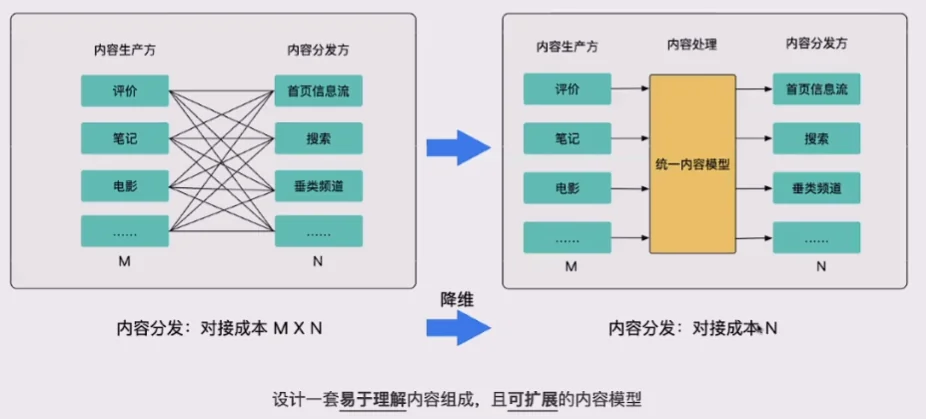 内容生产方
内容分发方
评价
首页信息流
笔记
搜索
电影
垂类频道
......
......
M
N
内容分发：对接成本 M X N
降维
内容生产方
内容处理
内容分发方
评价
首页信息流
笔记
搜索
统一内容模型
电影
垂类频道
......
......
M
N
内容分发：对接成本 N
设计一套易于理解内容组成，且可扩展的内容模型